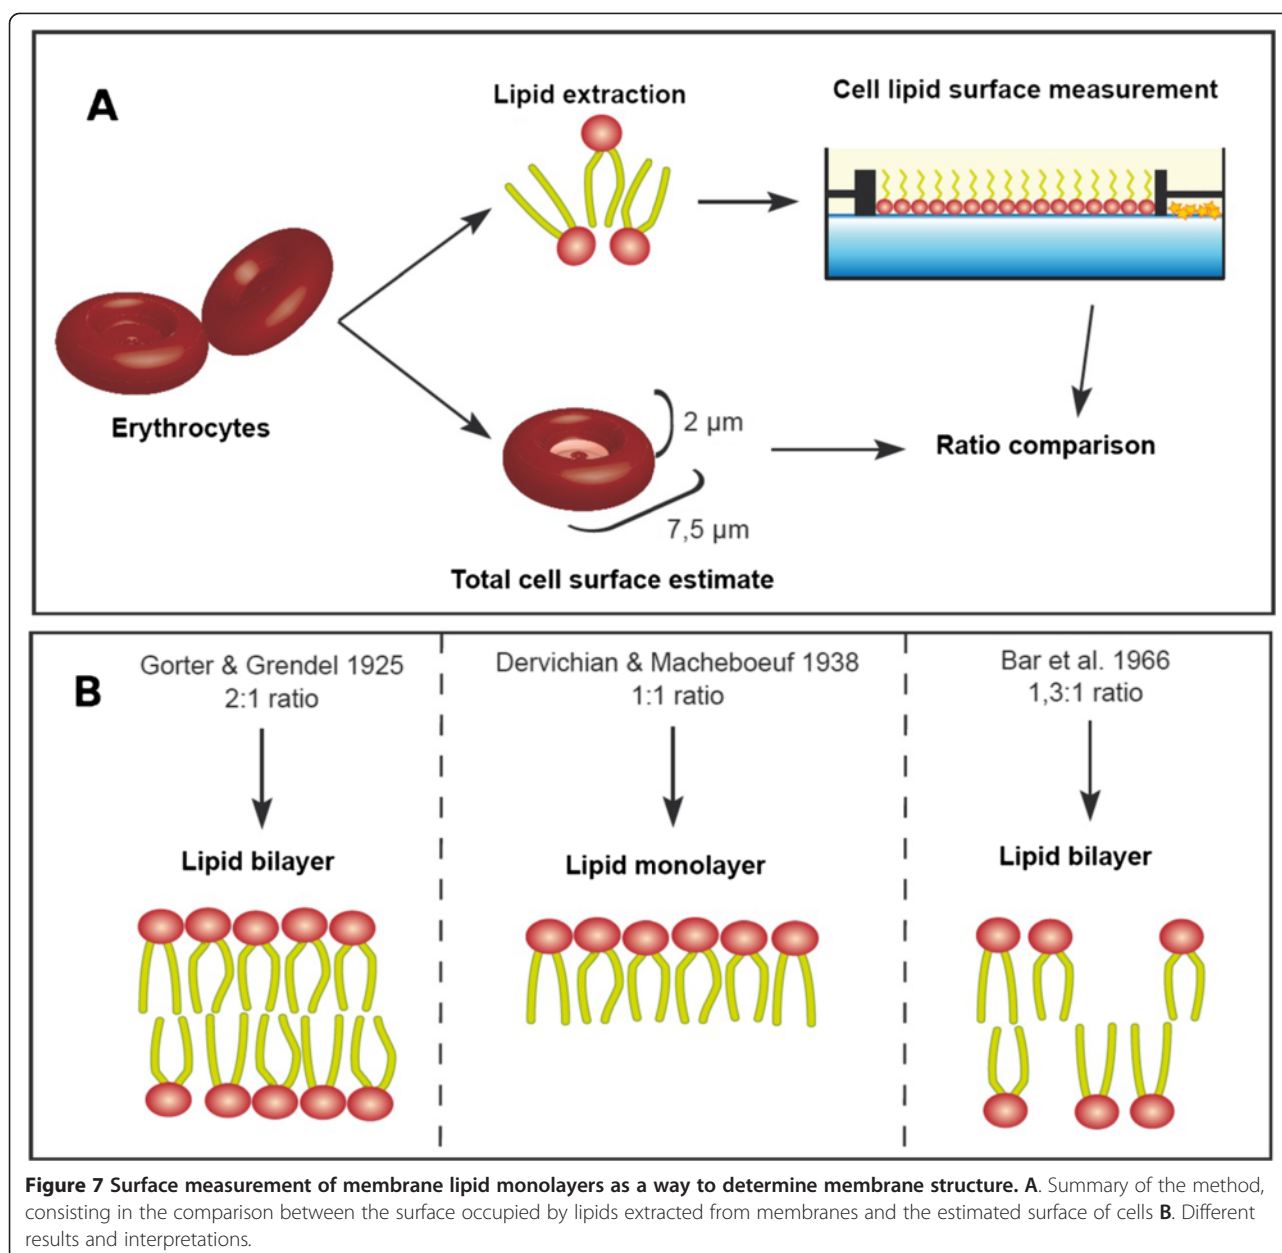 A
Lipid extraction
Cell lipid surface measurement
Erythrocytes
2 µm
7,5 µm
Ratio comparison
Total cell surface estimate
B
Gorter & Grendel 1925
2:1 ratio
Lipid bilayer
Dervichian & Macheboeuf 1938
1:1 ratio
Lipid monolayer
Bar et al. 1966
1,3:1 ratio
Lipid bilayer
Figure 7 Surface measurement of membrane lipid monolayers as a way to determine membrane structure. A. Summary of the method,
consisting in the comparison between the surface occupied by lipids extracted from membranes and the estimated surface of cells B. Different
results and interpretations.